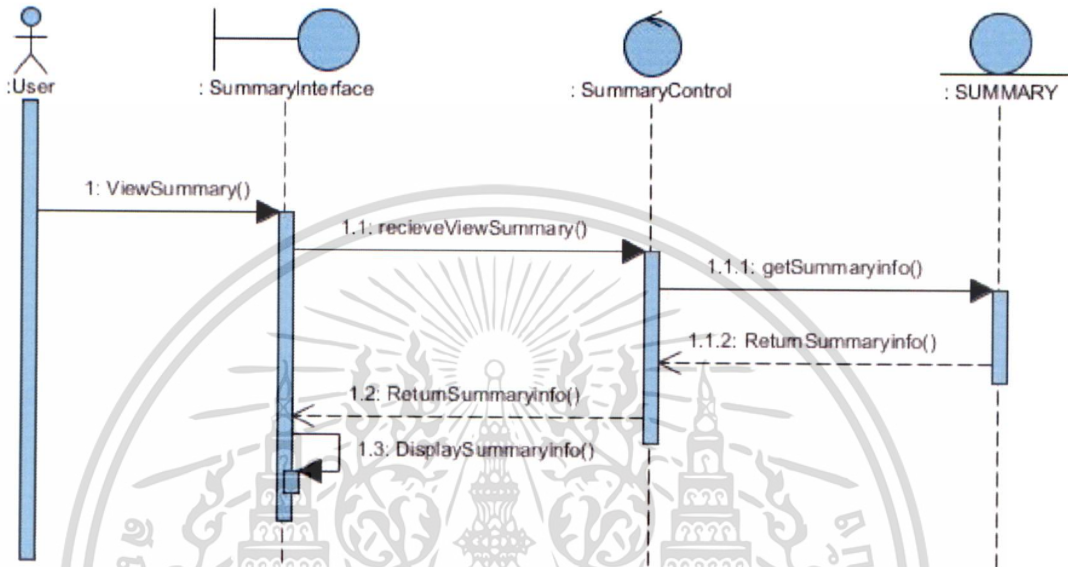 :User
: SummaryInterface
: SummaryControl
: SUMMARY
1: ViewSummary()
1.1: recieveViewSummary()
1.1.1: getSummaryinfo()
1.1.2: ReturnSummaryinfo()
1.2: ReturnSummaryInfo()
1.3: DisplaySummaryinfo()